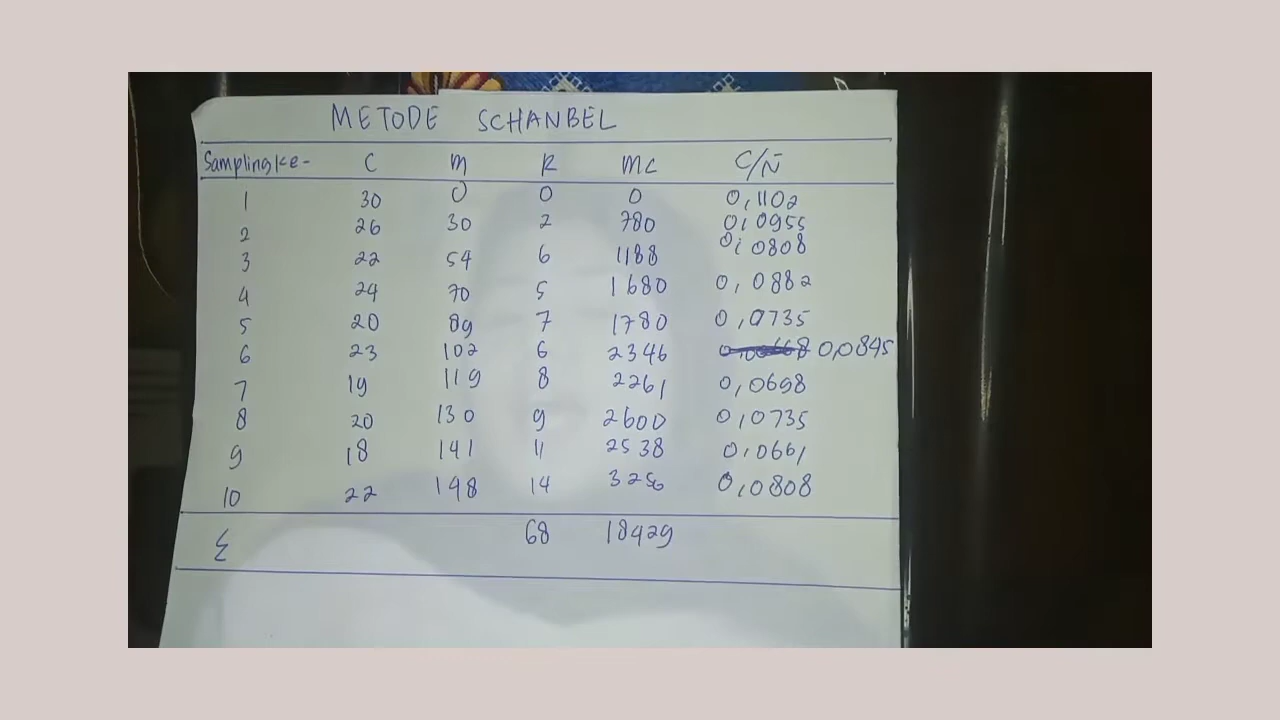 METODE SCHANBEL
Sampling ke- C M R MC C/N
1 30 0 0 0 0,1102
2 26 30 2 780 0,0955
3 22 54 6 1188 0,0808
4 24 70 5 1680 0,0882
5 20 89 7 1780 0,0735
6 23 102 6 2346 0,0845
7 19 119 8 2261 0,0698
8 20 130 9 2600 0,0735
9 18 141 11 2538 0,0661
10 22 148 14 3256 0,0808
Σ 68 18429